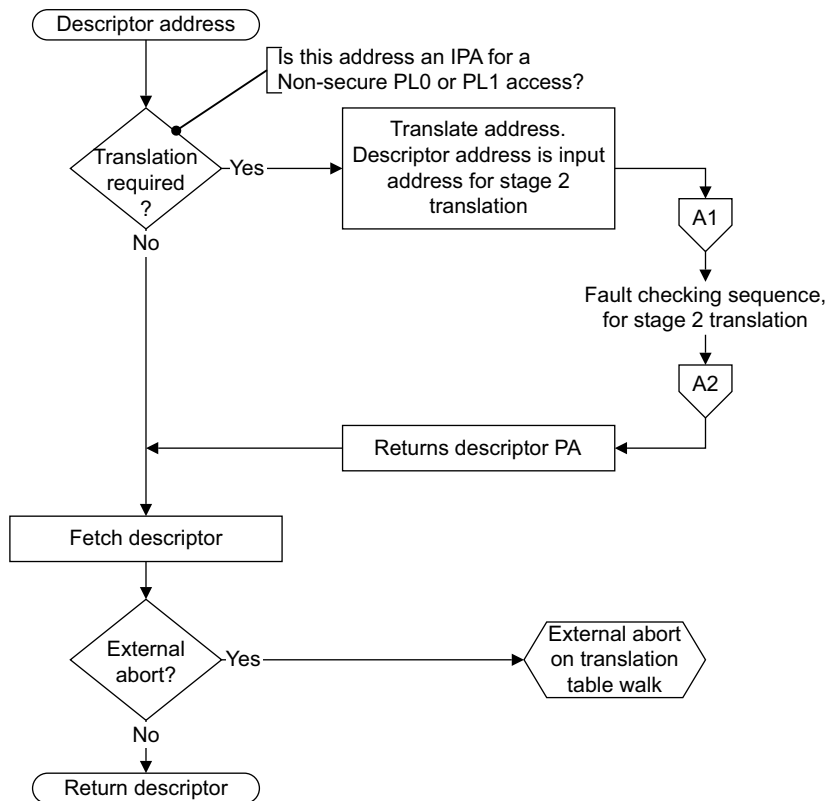 Descriptor address
Is this address an IPA for a
Non-secure PL0 or PL1 access?
Translation
required
?
Yes
No
Translate address.
Descriptor address is input
address for stage 2
translation
A1
Fault checking sequence,
for stage 2 translation
A2
Returns descriptor PA
Fetch descriptor
External
abort?
Yes
No
External abort
on translation
table walk
Return descriptor